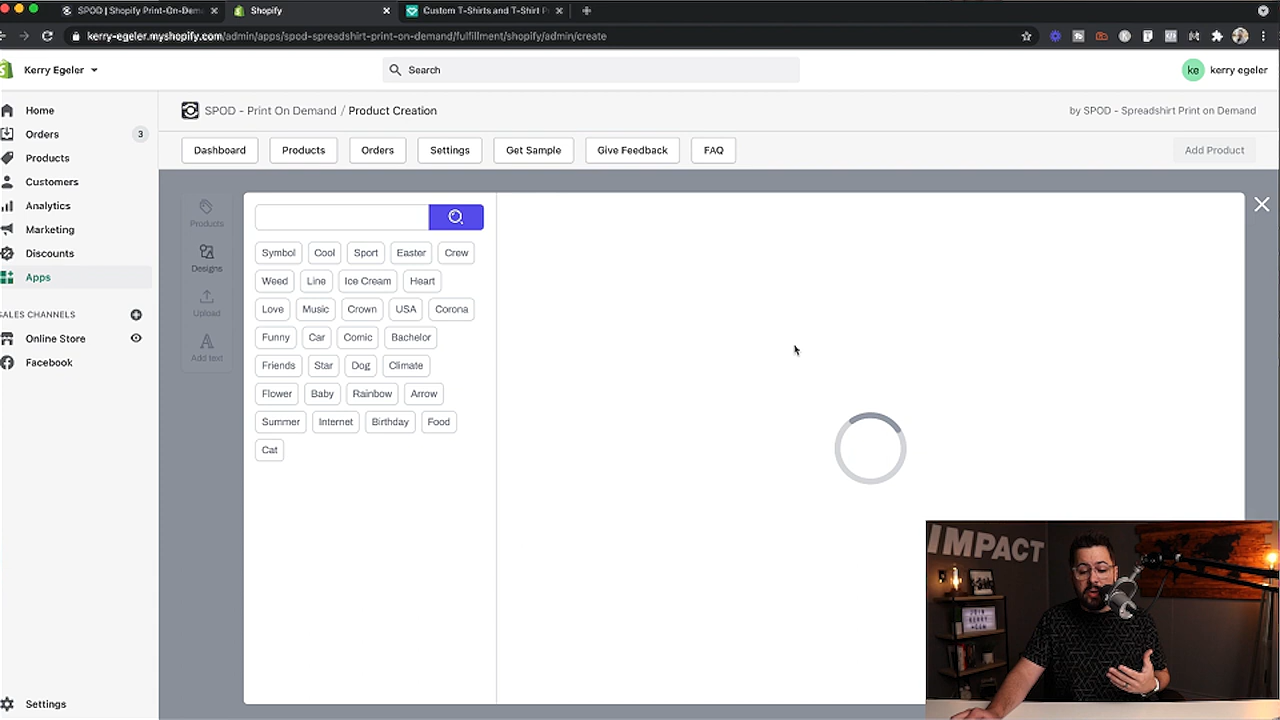 SPOD | Shopify Print-On-Dema
Shopify
Custom T-Shirts and T-Shirt P
kerry-egeler.myshopify.com/admin/apps/spod-spreadshirt-print-on-demand/fulfillment/shopify/admin/create
Kerry Egeler
Search
ke kerry egeler
Home
Orders 3
Products
Customers
Analytics
Marketing
Discounts
Apps
SALES CHANNELS
Online Store
Facebook
Settings
SPOD - Print On Demand / Product Creation
by SPOD - Spreadshirt Print on Demand
Dashboard Products Orders Settings Get Sample Give Feedback FAQ
Add Product
Products
Designs
Upload
Add text
Symbol Cool Sport Easter Crew
Weed Line Ice Cream Heart
Love Music Crown USA Corona
Funny Car Comic Bachelor
Friends Star Dog Climate
Flower Baby Rainbow Arrow
Summer Internet Birthday Food
Cat
IMPACT